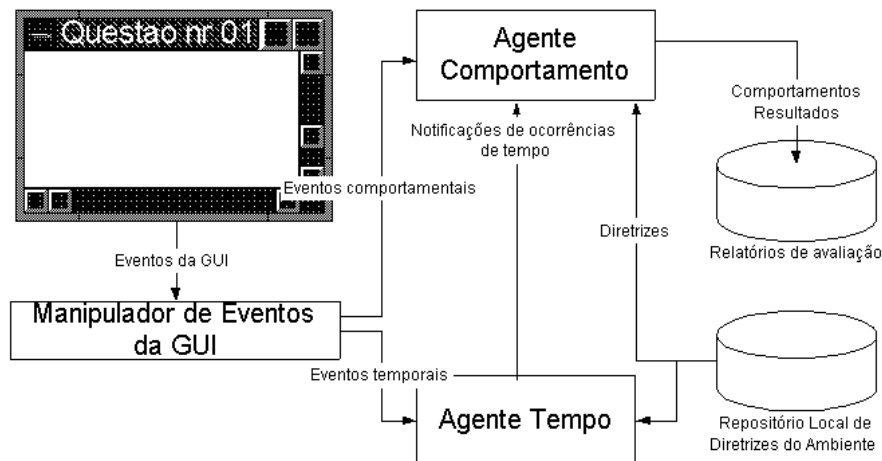 Questao nr 01
Agente
Comportamento
Comportamentos
Resultados
Notificações de ocorrências
de tempo
Eventos comportamentais
Diretrizes
Relatórios de avaliação
Eventos da GUI
Manipulador de Eventos
da GUI
Eventos temporais
Agente Tempo
Repositório Local de
Diretrizes do Ambiente